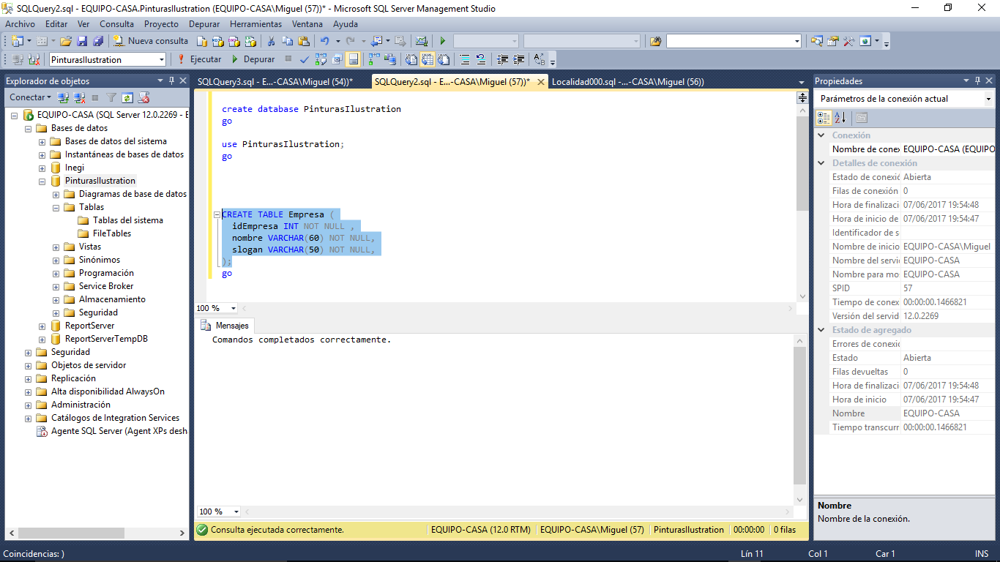 SQLQuery2.sql - EQUIPO-CASA.PinturasIlustration (EQUIPO-CASA\Miguel (57))* - Microsoft SQL Server Management Studio
Archivo Editar Ver Consulta Proyecto Depurar Herramientas Ventana Ayuda
Nueva consulta
PinturasIlustration Ejecutar Depurar
Explorador de objetos
Conectar
EQUIPO-CASA (SQL Server 12.0.2269 - E
Bases de datos
Bases de datos del sistema
Instantáneas de bases de datos
Inegi
PinturasIlustration
Diagramas de base de datos
Tablas
Tablas del sistema
FileTables
Vistas
Sinónimos
Programación
Service Broker
Almacenamiento
Seguridad
ReportServer
ReportServerTempDB
Seguridad
Objetos de servidor
Replicación
Alta disponibilidad AlwaysOn
Administración
Catálogos de Integration Services
Agente SQL Server (Agent XPs desh
SQLQuery3.sql - E...-CASA\Miguel (54))* SQLQuery2.sql - E...-CASA\Miguel (57))* Localidad000.sql -...-CASA\Miguel (56))
create database PinturasIlustration
go
use PinturasIlustration;
go
CREATE TABLE Empresa (
idEmpresa INT NOT NULL ,
nombre VARCHAR(60) NOT NULL,
slogan VARCHAR(50) NOT NULL,
);
go
100 %
Mensajes
Comandos completados correctamente.
100 %
Consulta ejecutada correctamente. EQUIPO-CASA (12.0 RTM) EQUIPO-CASA\Miguel (57) PinturasIlustration 00:00:00 0 filas
Propiedades
Parámetros de la conexión actual
Conexión
Nombre de conex EQUIPO-CASA (EQUIPO
Detalles de conexión
Estado de conexió Abierta
Filas de conexión 0
Hora de finalizaci 07/06/2017 19:54:48
Hora de inicio de 07/06/2017 19:54:47
Identificador de s
Nombre de inicio EQUIPO-CASA\Miguel
Nombre del servi EQUIPO-CASA
Nombre para mo EQUIPO-CASA
SPID 57
Tiempo de conex 00:00:00.1466821
Versión del servid 12.0.2269
Estado de agregado
Errores de conexi
Estado Abierta
Filas devueltas 0
Hora de finalizaci 07/06/2017 19:54:48
Hora de inicio 07/06/2017 19:54:47
Nombre EQUIPO-CASA
Tiempo transcurr 00:00:00.1466821
Nombre
Nombre de la conexión.
Coincidencias: ) Lín 11 Col 1 Car 1 INS